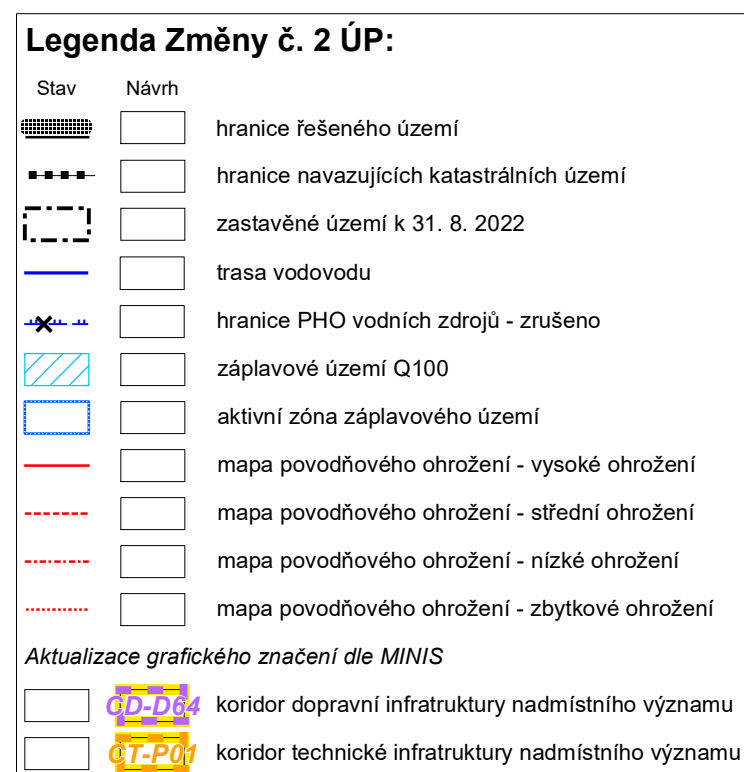 Legenda Změny č. 2 ÚP:
Stav Návrh
hranice řešeného území
hranice navazujících katastrálních území
zastavěné území k 31. 8. 2022
trasa vodovodu
hranice PHO vodních zdrojů - zrušeno
záplavové území Q100
aktivní zóna záplavového území
mapa povodňového ohrožení - vysoké ohrožení
mapa povodňového ohrožení - střední ohrožení
mapa povodňového ohrožení - nízké ohrožení
mapa povodňového ohrožení - zbytkové ohrožení
Aktualizace grafického značení dle MINIS
CD-D64 koridor dopravní infratruktury nadmístního významu
CT-P01 koridor technické infratruktury nadmístního významu